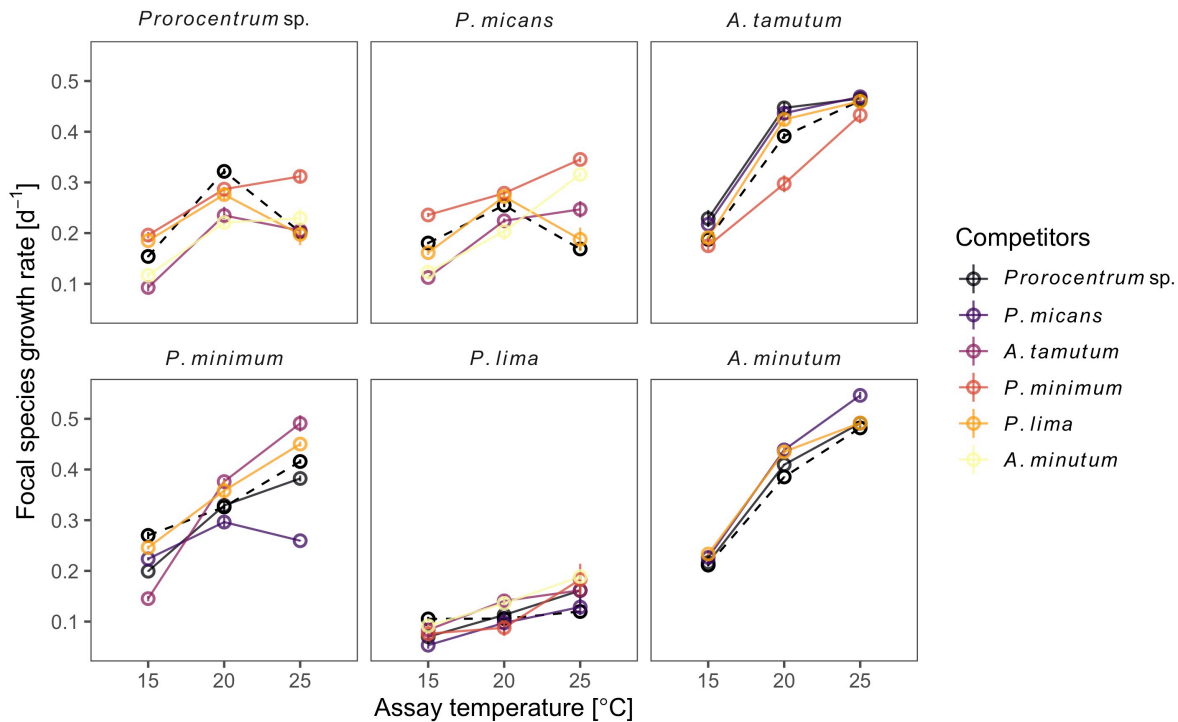 Prorocentrum sp.
P. micans
A. tamutum
0.5
0.4
0.3
0.2
0.1
P. minimum
P. lima
A. minutum
0.5
0.4
0.3
0.2
0.1
15 20 25
15 20 25
15 20 25
Focal species growth rate [d⁻¹]
Assay temperature [°C]
Competitors
Prorocentrum sp.
P. micans
A. tamutum
P. minimum
P. lima
A. minutum